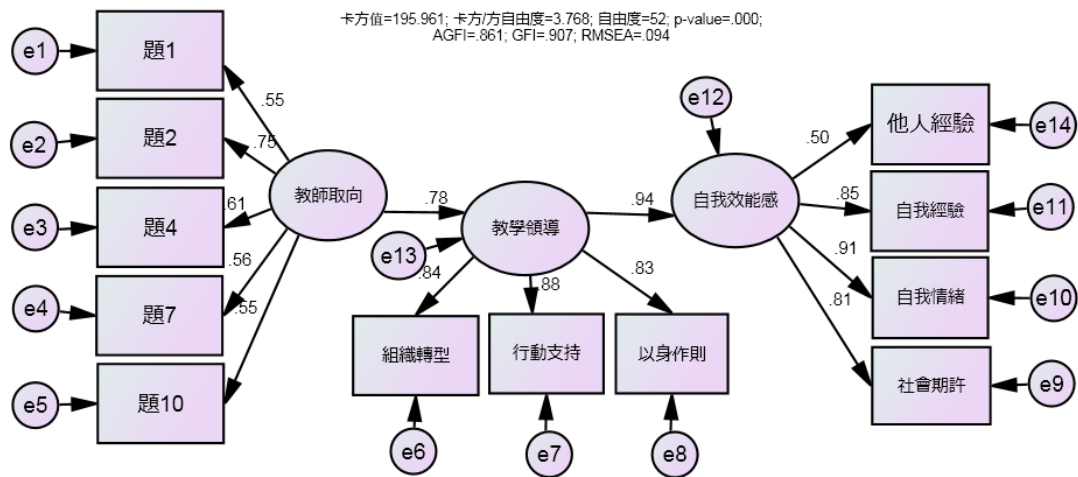 卡方值=195.961; 卡方/方自由度=3.768; 自由度=52; p-value=.000;
AGFI=.861; GFI=.907; RMSEA=.094
e1
題1
.55
e2
題2
.75
e3
題4
.61
e4
題7
.56
e5
題10
.55
教師取向
.78
e13
教學領導
.94
.84
.88
.83
組織轉型
行動支持
以身作則
e6
e7
e8
e12
自我效能感
.50
他人經驗
e14
.85
自我經驗
e11
.91
自我情緒
e10
.81
社會期許
e9